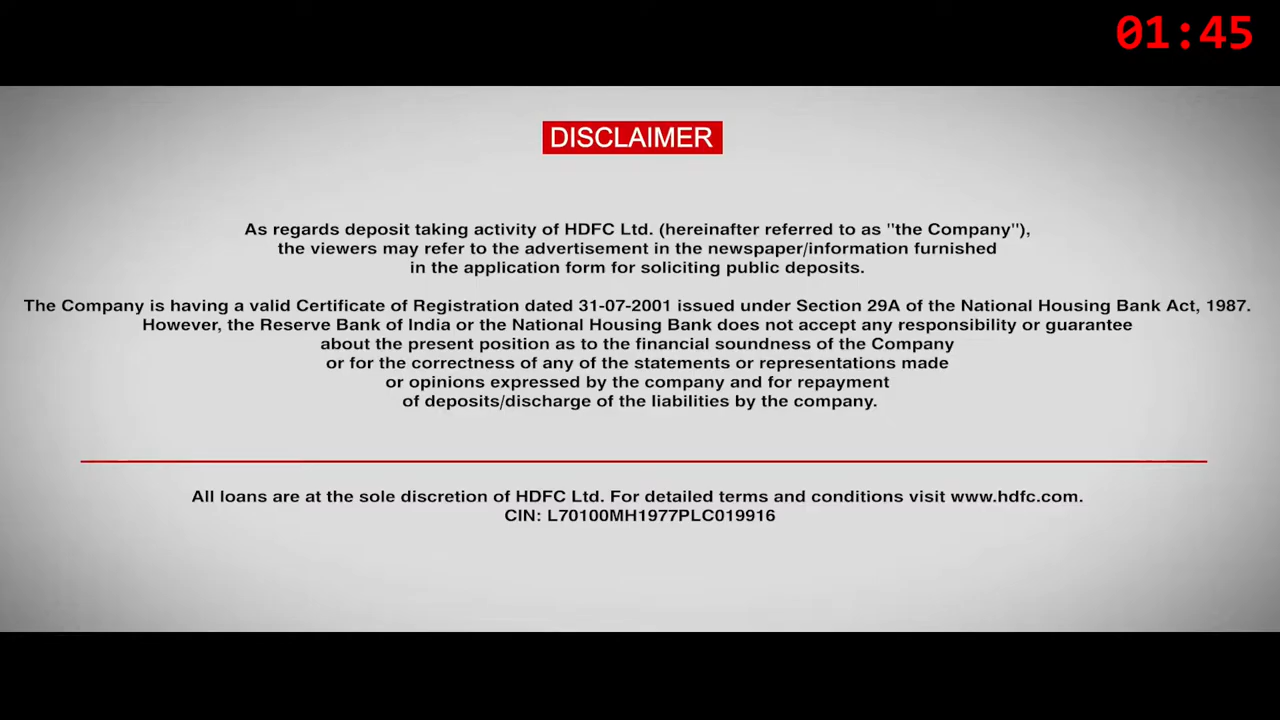 01:45
DISCLAIMER
As regards deposit taking activity of HDFC Ltd. (hereinafter referred to as "the Company"),
the viewers may refer to the advertisement in the newspaper/information furnished
in the application form for soliciting public deposits.
The Company is having a valid Certificate of Registration dated 31-07-2001 issued under Section 29A of the National Housing Bank Act, 1987.
However, the Reserve Bank of India or the National Housing Bank does not accept any responsibility or guarantee
about the present position as to the financial soundness of the Company
or for the correctness of any of the statements or representations made
or opinions expressed by the company and for repayment
of deposits/discharge of the liabilities by the company.
All loans are at the sole discretion of HDFC Ltd. For detailed terms and conditions visit www.hdfc.com.
CIN: L70100MH1977PLC019916